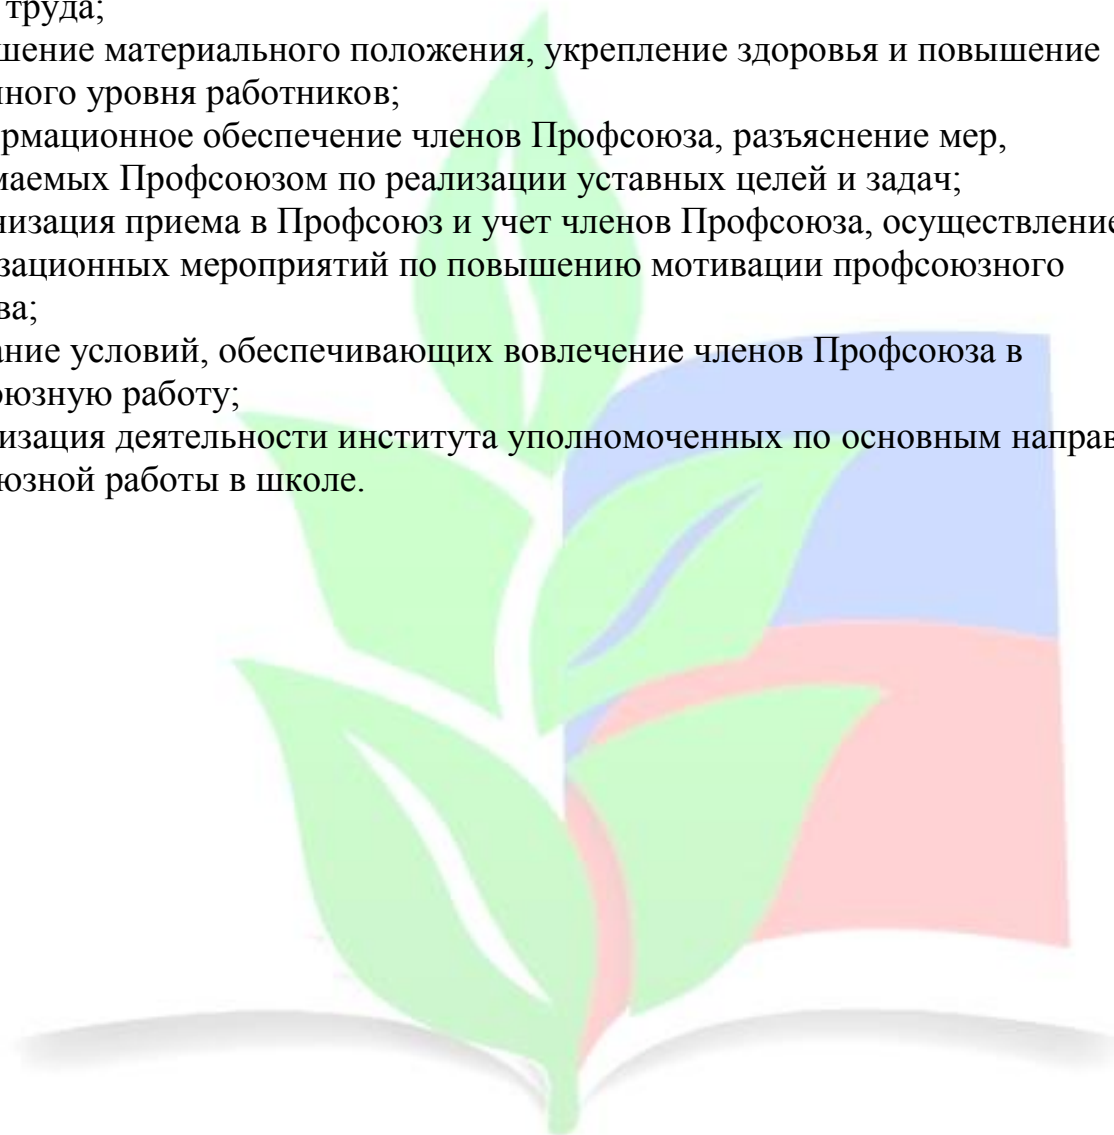 труда;
шение материального положения, укрепление здоровья и повышение
ного уровня работников;
рмационное обеспечение членов Профсоюза, разъяснение мер,
маемых Профсоюзом по реализации уставных целей и задач;
низация приема в Профсоюз и учет членов Профсоюза, осуществление
зационных мероприятий по повышению мотивации профсоюзного
ва;
ание условий, обеспечивающих вовлечение членов Профсоюза в
оюзную работу;
изация деятельности института уполномоченных по основным направ
юзной работы в школе.